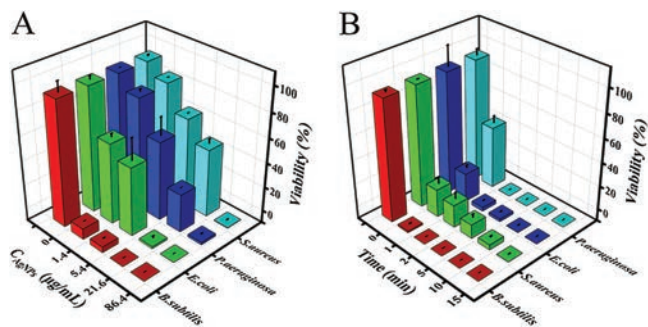 A
100
80
60
40
20
0
Viability (%)
0
1.4
5.4
21.6
86.4
C AgNPs (µg/mL)
B.subtilis
E.coli
P.aeruginosa
S.aureus
B
100
80
60
40
20
0
Viability (%)
0
1
2
5
10
15
Time (min)
B.subtilis
S.aureus
E.coli
P.aeruginosa